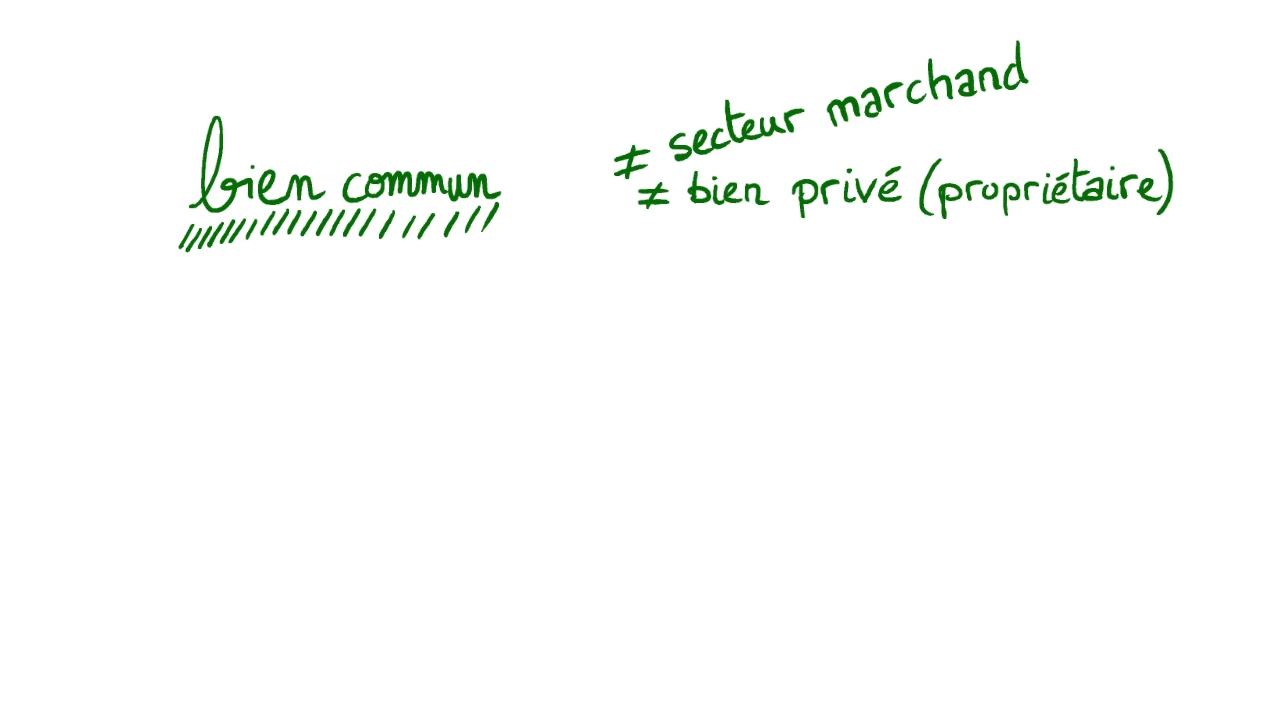 bien commun
≠ secteur marchand
≠ bien privé (propriétaire)